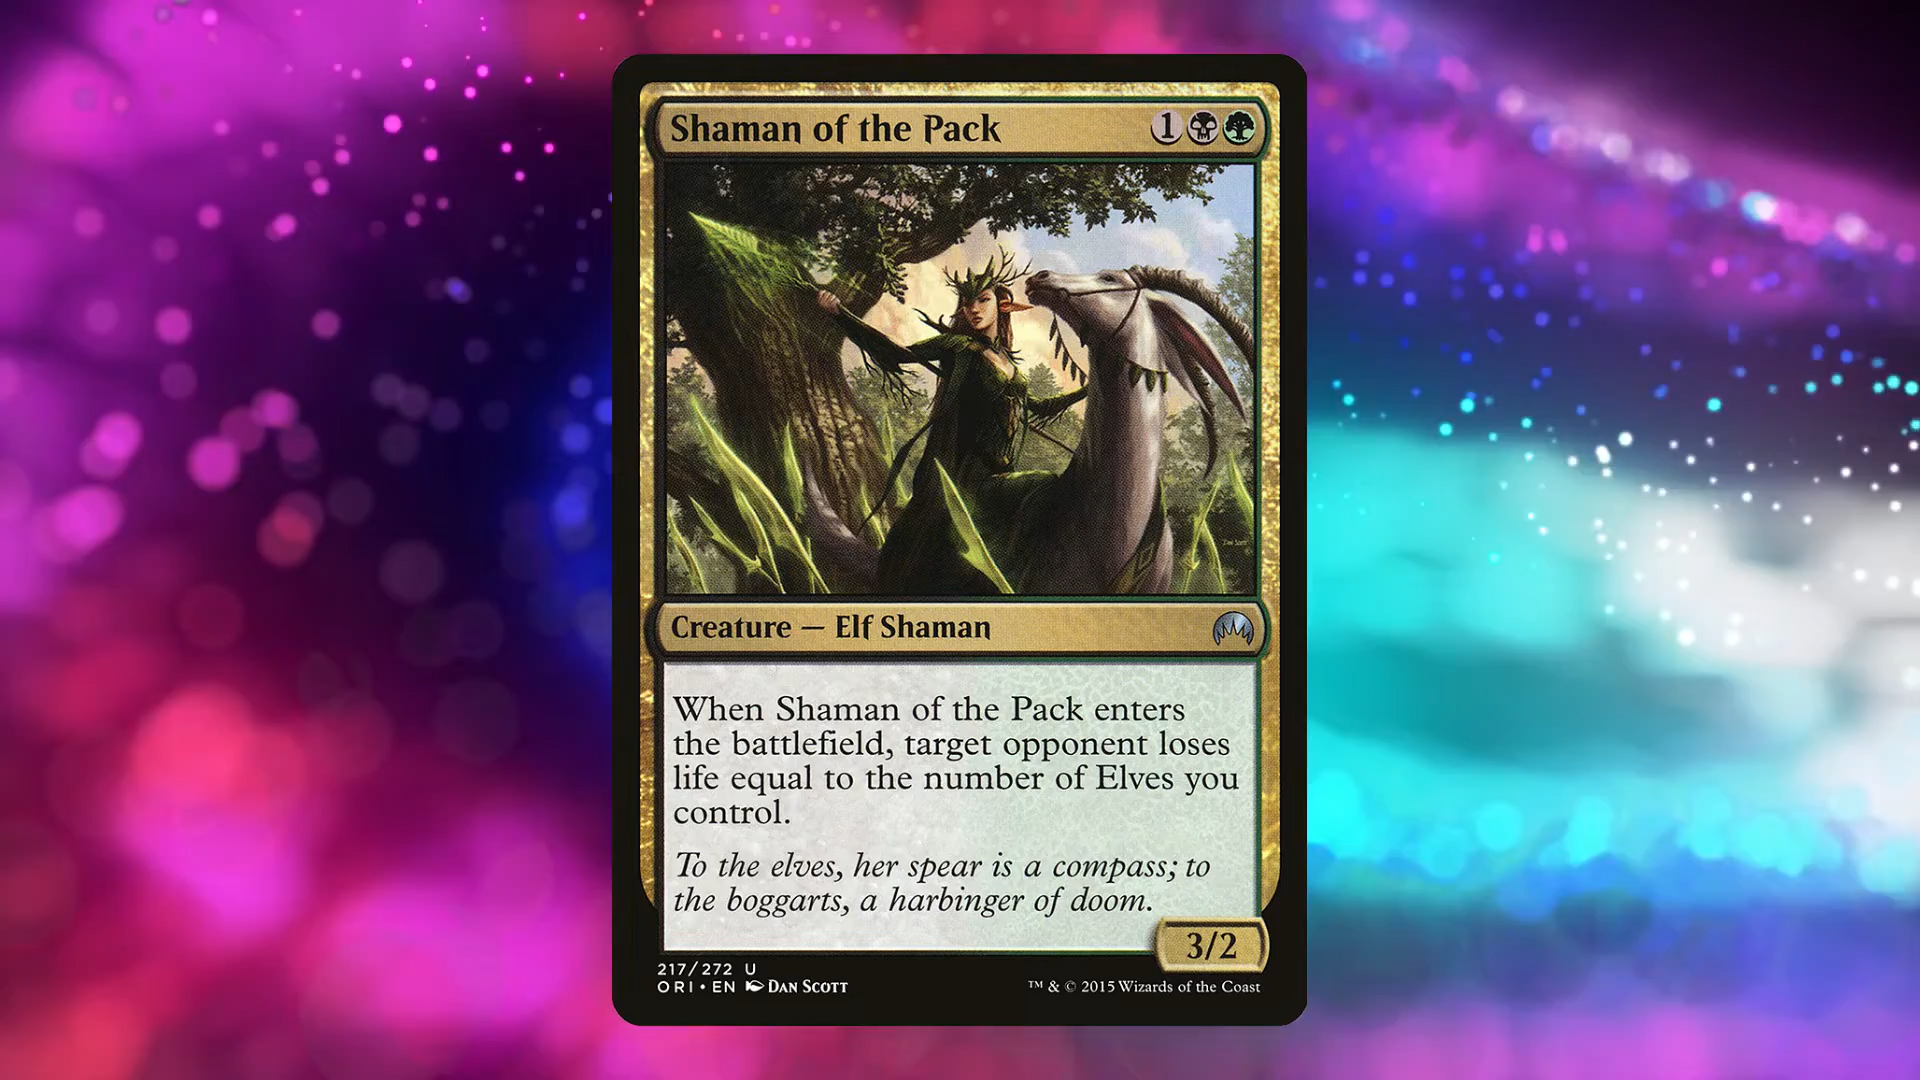 Shaman of the Pack 1
Creature — Elf Shaman
When Shaman of the Pack enters
the battlefield, target opponent loses
life equal to the number of Elves you
control.
To the elves, her spear is a compass; to
the boggarts, a harbinger of doom.
3/2
217/272 U
ORI • EN Dan Scott
™ & © 2015 Wizards of the Coast